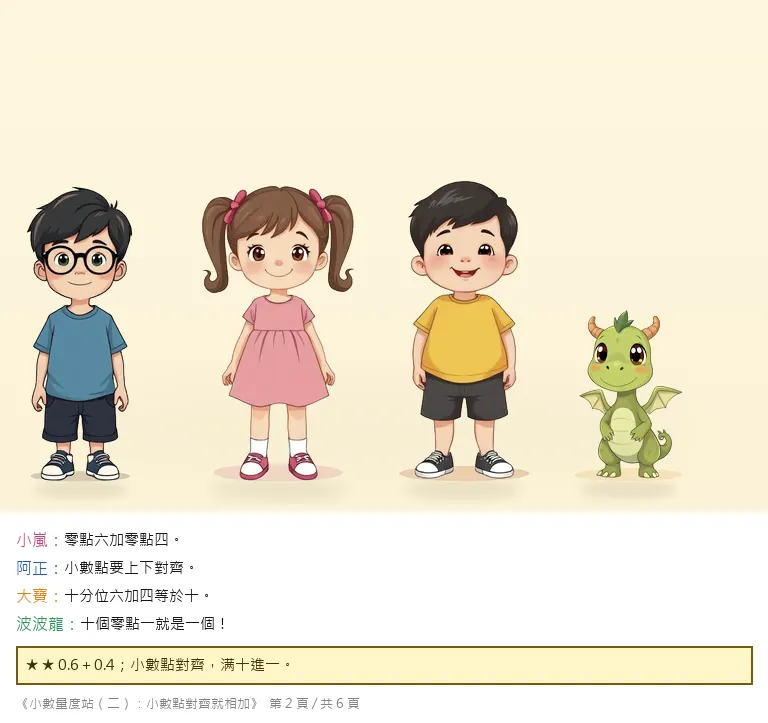 小嵐：零點六加零點四。
阿正：小數點要上下對齊。
大寶：十分位六加四等於十。
波波龍：十個零點一就是一個！
★★0.6 + 0.4；小數點對齊，滿十進一。
《小數量度站（二）：小數點對齊就相加》 第 2 頁 / 共 6 頁